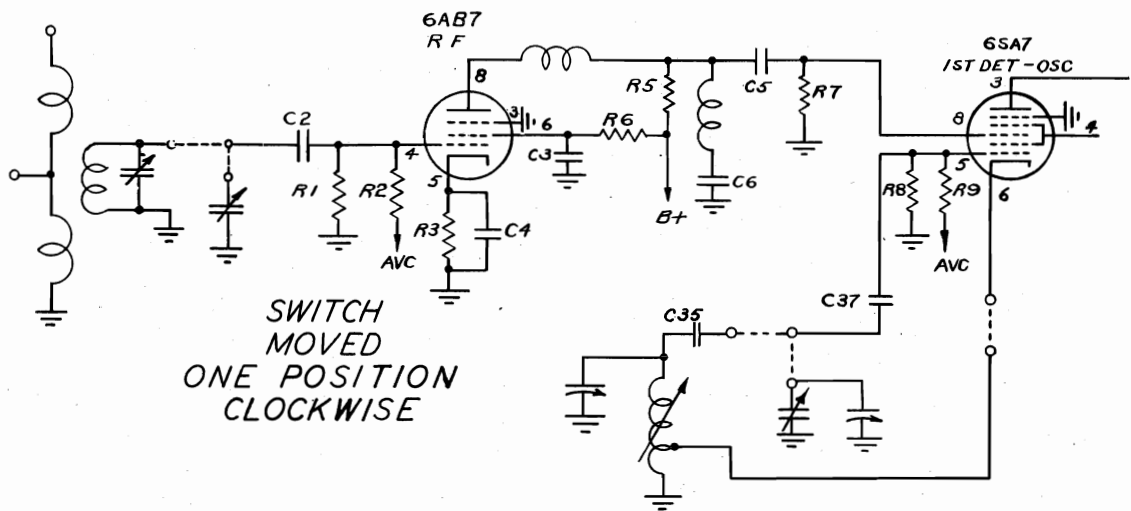 6AB7
RF
6SA7
1ST DET-OSC
8
3
6
4
5
C2
R1
R2
AVC
R3
C4
C3
R6
R5
B+
C6
C5
R7
3
8
4
5
6
R8
R9
AVC
C37
C35
SWITCH
MOVED
ONE POSITION
CLOCKWISE